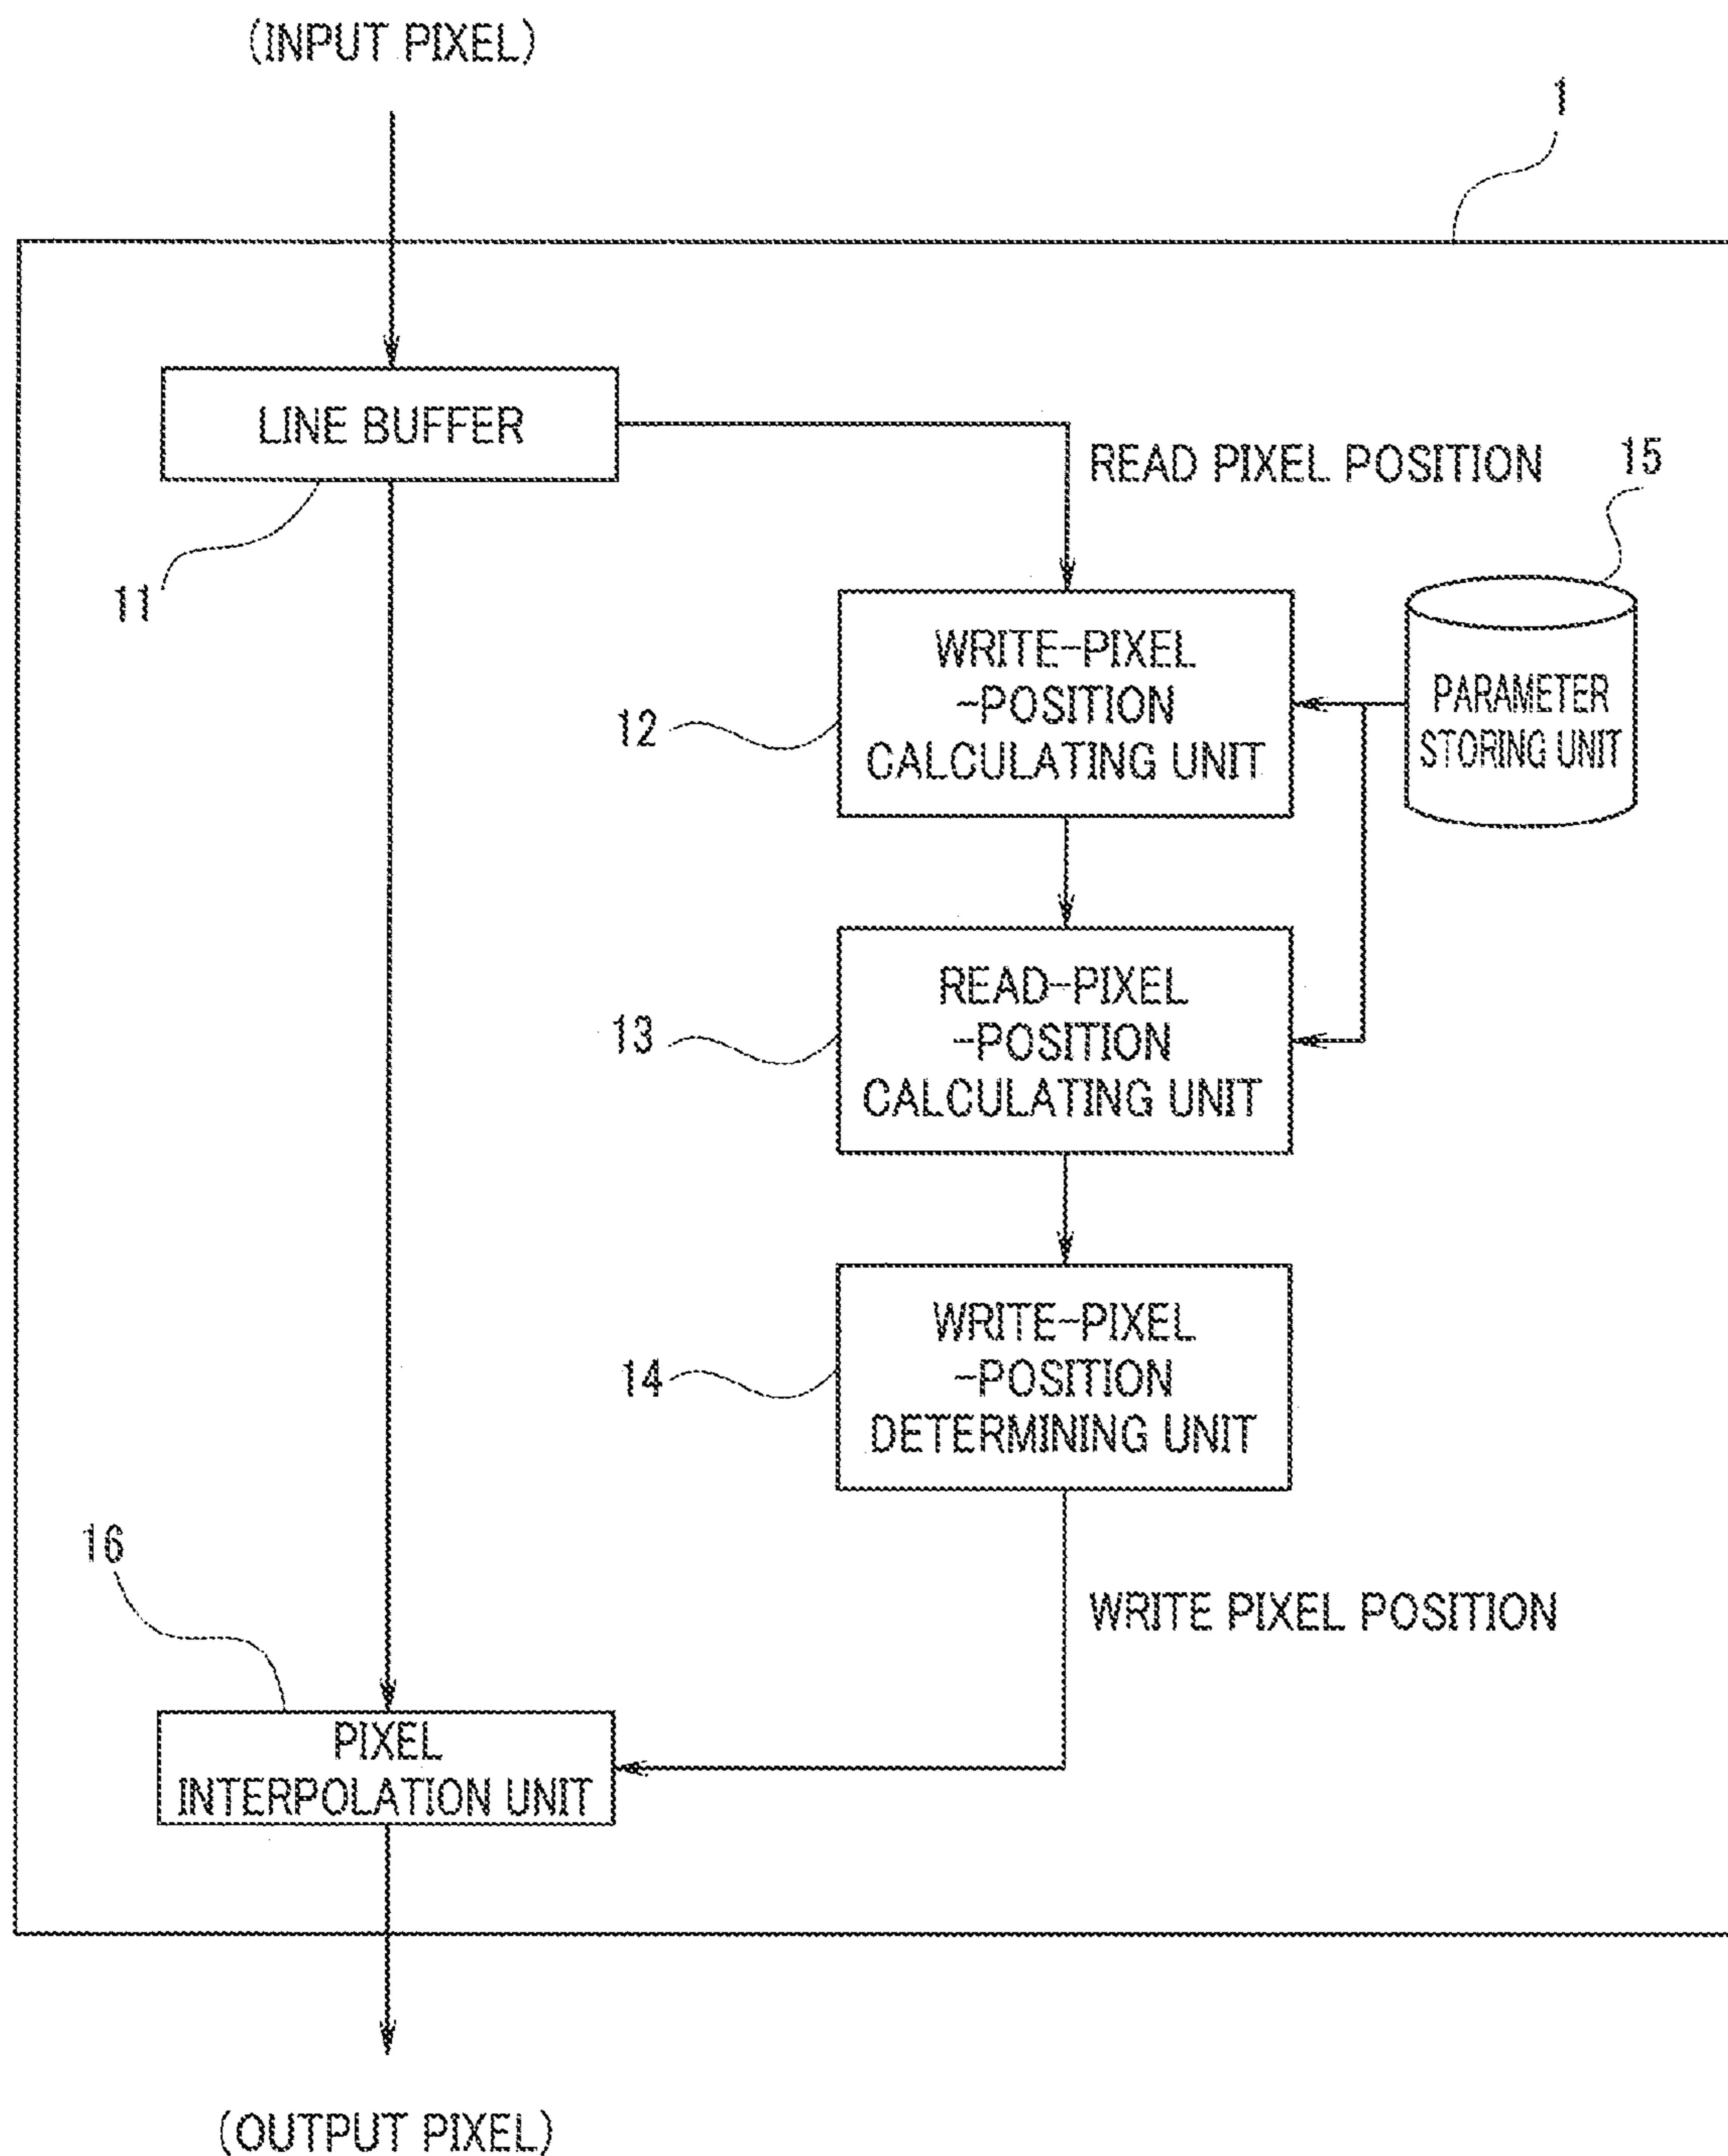 (INPUT PIXEL)
1
LINE BUFFER
READ PIXEL POSITION
15
11
WRITE-PIXEL
-POSITION
CALCULATING UNIT
12
PARAMETER
STORING UNIT
READ-PIXEL
-POSITION
CALCULATING UNIT
13
WRITE-PIXEL
-POSITION
DETERMINING UNIT
14
16
WRITE PIXEL POSITION
PIXEL
INTERPOLATION UNIT
(OUTPUT PIXEL)